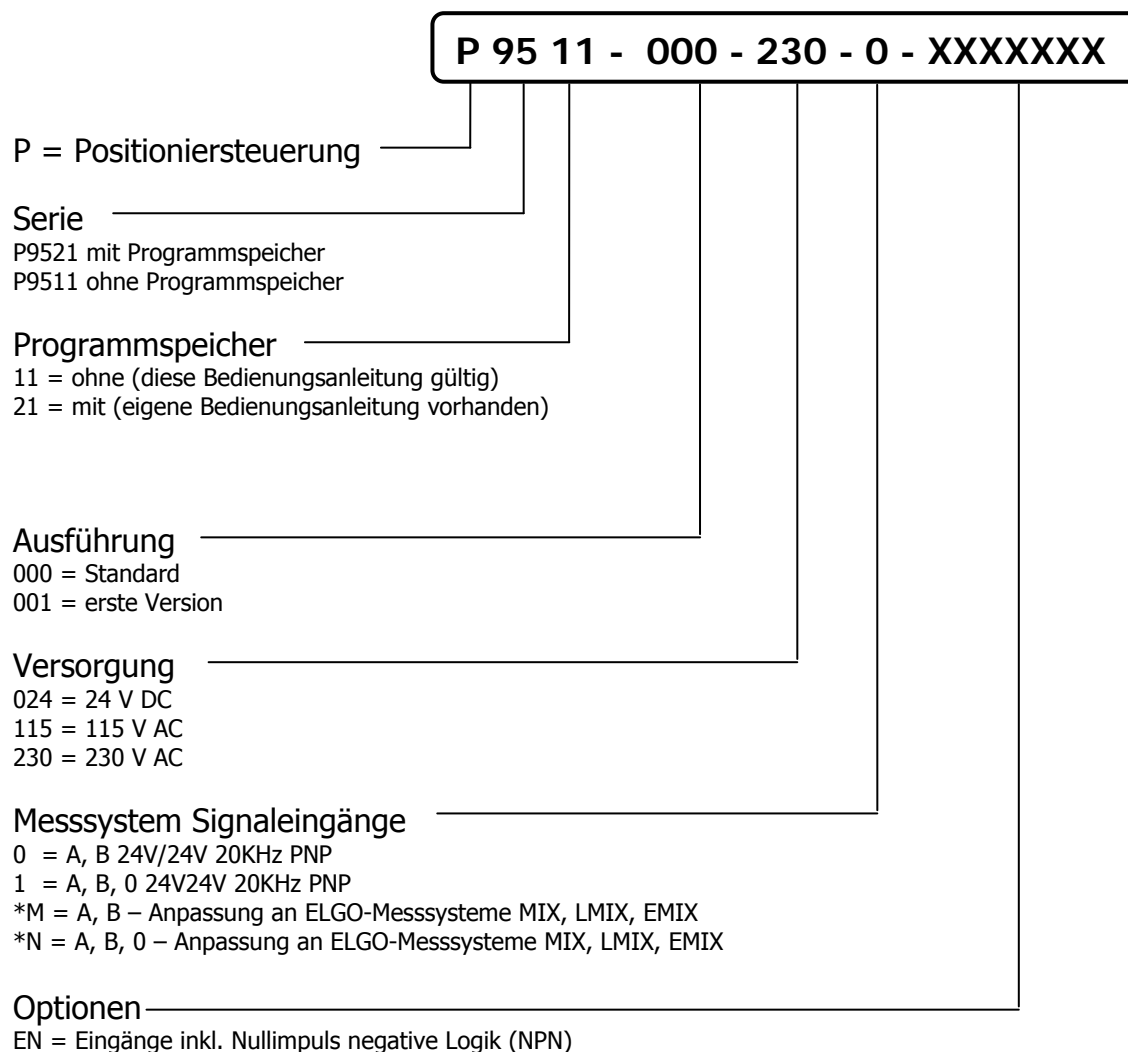 P 95 11 - 000 - 230 - 0 - XXXXXXX
P = Positioniersteuerung
Serie
P9521 mit Programmspeicher
P9511 ohne Programmspeicher
Programmspeicher
11 = ohne (diese Bedienungsanleitung gültig)
21 = mit (eigene Bedienungsanleitung vorhanden)
Ausführung
000 = Standard
001 = erste Version
Versorgung
024 = 24 V DC
115 = 115 V AC
230 = 230 V AC
Messsystem Signaleingänge
0 = A, B 24V/24V 20KHz PNP
1 = A, B, 0 24V24V 20KHz PNP
*M = A, B – Anpassung an ELGO-Messsysteme MIX, LMIX, EMIX
*N = A, B, 0 – Anpassung an ELGO-Messsysteme MIX, LMIX, EMIX
Optionen
EN = Eingänge inkl. Nullimpuls negative Logik (NPN)